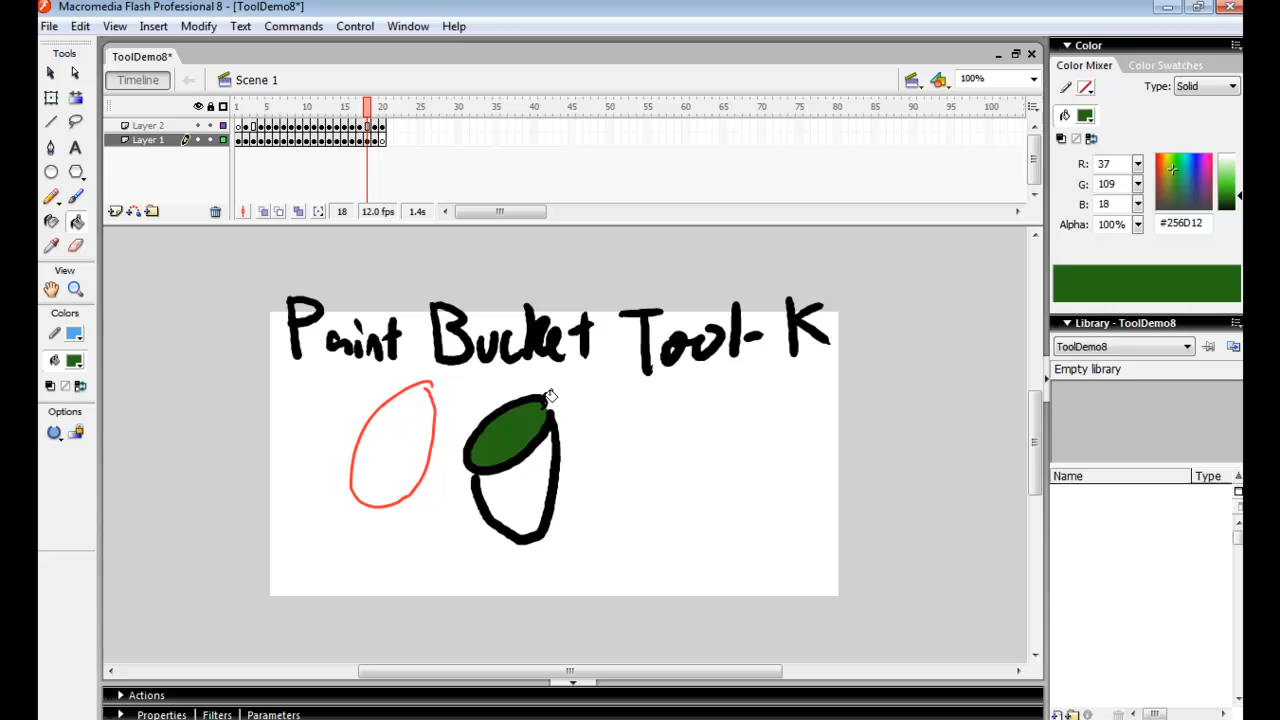 Macromedia Flash Professional 8 - [ToolDemo8*]
File Edit View Insert Modify Text Commands Control Window Help
Tools
ToolDemo8*
Timeline Scene 1 100%
1 5 10 15 20 25 30 35 40 45 50 55 60 65 70 75 80 85 90 95 100
Layer 2
Layer 1
18 12.0 fps 1.4s
View
Colors
Options
Paint Bucket Tool- K
Color
Color Mixer Color Swatches
Type: Solid
R: 37
G: 109
B: 18
Alpha: 100% #256D12
Library - ToolDemo8
ToolDemo8
Empty library
Name Type
Actions
Properties Filters Parameters